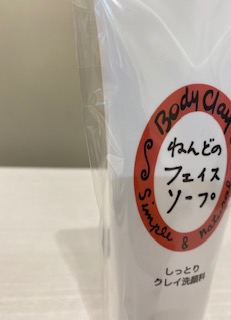 Body Clay
ねんどの
フェイス
ソープ
Simple & natural
しっとり
クレイ洗顔料